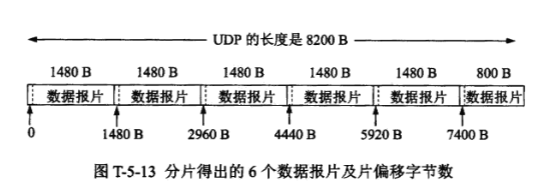 UDP 的长度是 8200 B
1480 B 1480 B 1480 B 1480 B 1480 B 800 B
数据报片 数据报片 数据报片 数据报片 数据报片 数据报片
0 1480 B 2960 B 4440 B 5920 B 7400 B
图 T-5-13 分片得出的 6 个数据报片及片偏移字节数